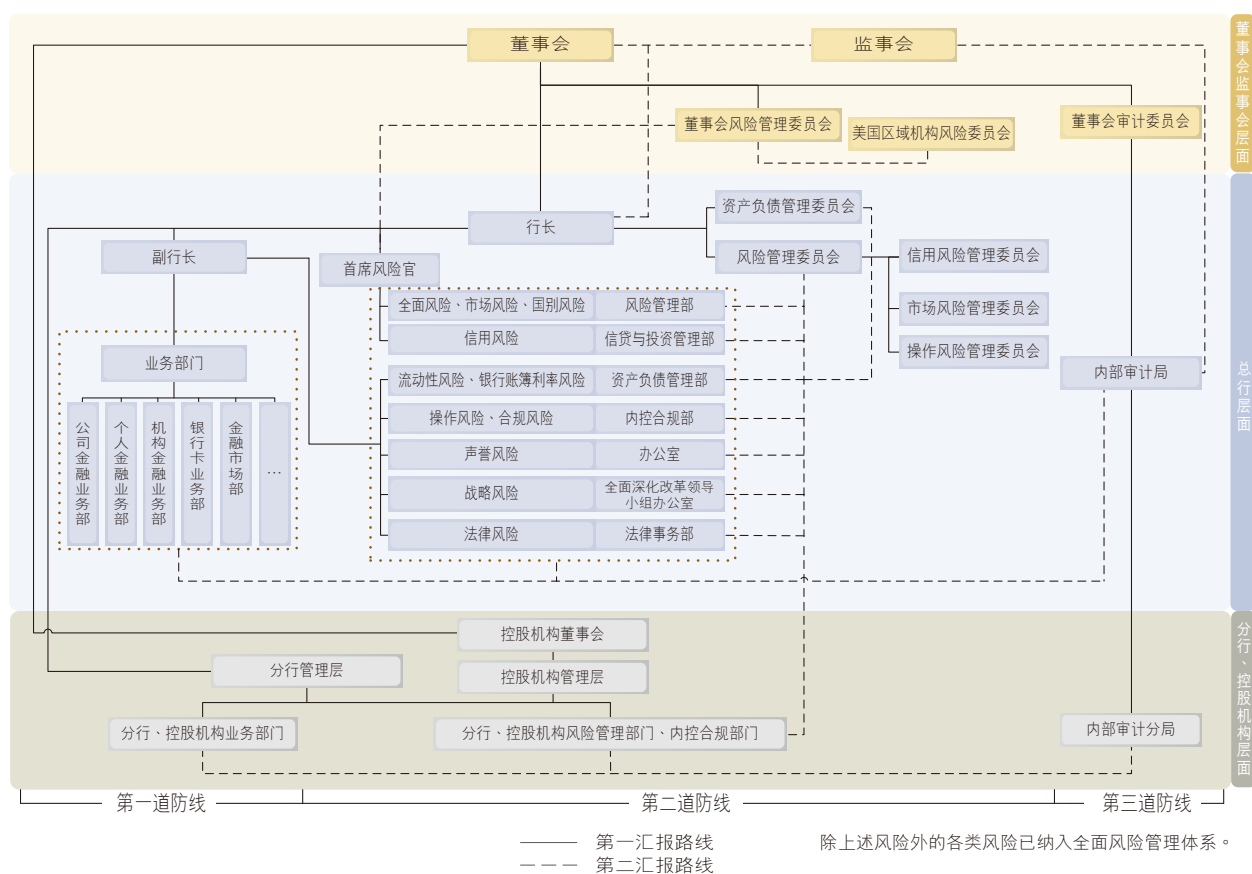 董事会
监事会
董事会风险管理委员会
美国区域机构风险委员会
董事会审计委员会
董事会监事会层面
行长
资产负债管理委员会
副行长
首席风险官
风险管理委员会
信用风险管理委员会
市场风险管理委员会
操作风险管理委员会
全面风险、市场风险、国别风险
风险管理部
信用风险
信贷与投资管理部
流动性风险、银行账簿利率风险
资产负债管理部
操作风险、合规风险
内控合规部
声誉风险
办公室
战略风险
全面深化改革领导
小组办公室
法律风险
法律事务部
业务部门
公司金融业务部
个人金融业务部
机构金融业务部
银行卡业务部
金融市场部
…
内部审计局
总行层面
控股机构董事会
分行管理层
控股机构管理层
分行、控股机构业务部门
分行、控股机构风险管理部门、内控合规部门
内部审计分局
分行、控股机构层面
第一道防线
第二道防线
第三道防线
第一汇报路线
第二汇报路线
除上述风险外的各类风险已纳入全面风险管理体系。